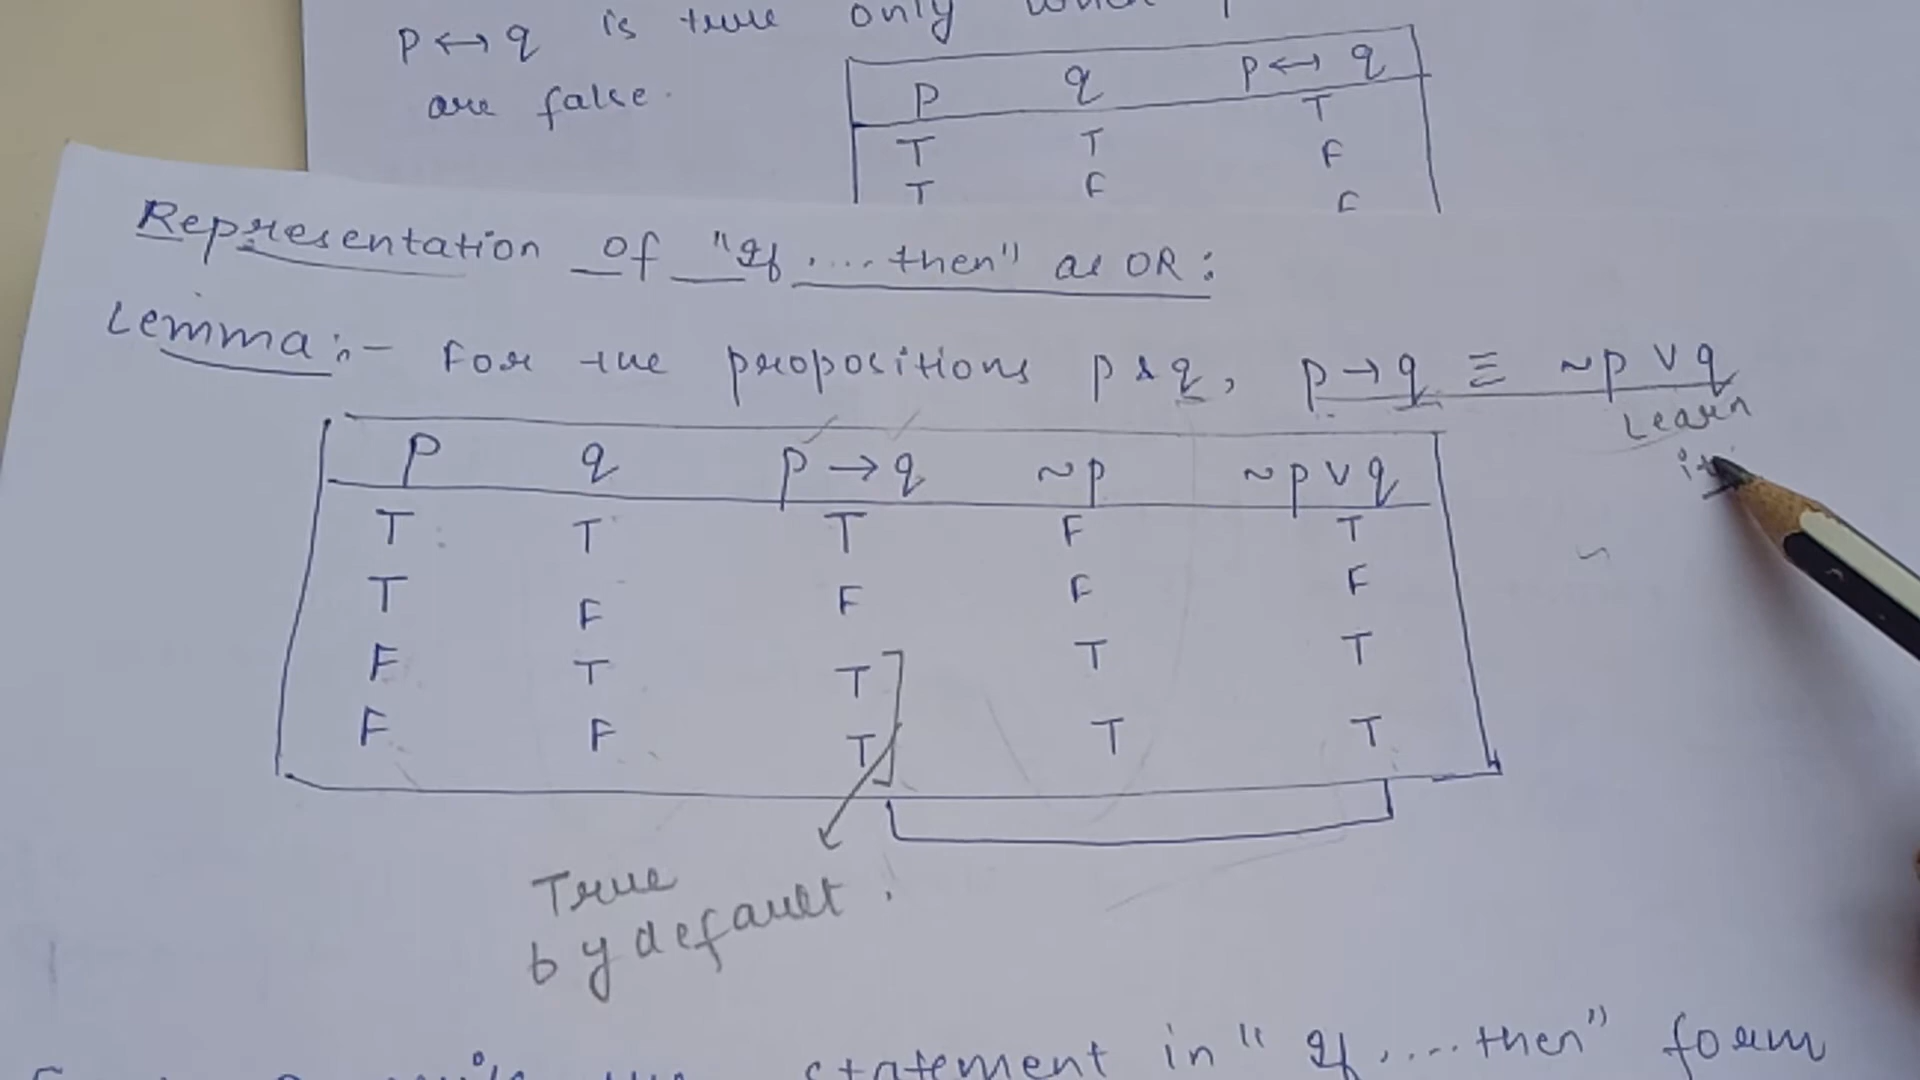 p ↔ q is true only
are false.
p q p ↔ q
T T T
T F F
F
Representation of "If ....then" as OR:
Lemma:- For the propositions p & q, p → q ≡ ~p ∨ q
Learn
it
p q p → q ~p ~p ∨ q
T T T F T
T F F F F
F T T T T
F F T T T
True
by default.
statement in "If ....then" form